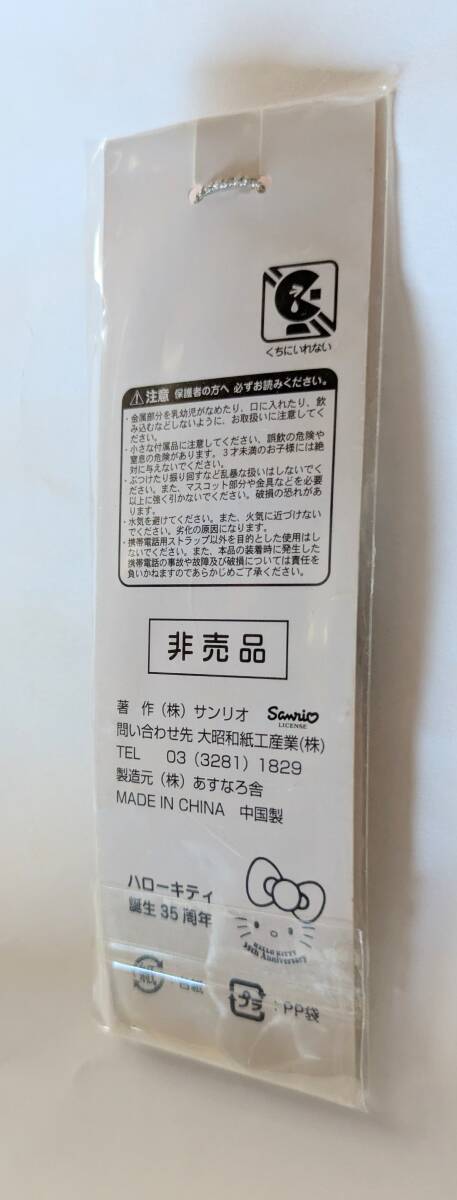 くちにいれない
注意 保護者の方へ 必ずお読みください。
・金属部分を乳幼児がなめたり、口に入れたり、飲
み込むなどしないように、お取扱いに注意してく
ださい。
・小さな付属品に注意してください、誤飲の危険や
窒息の危険があります。3才未満のお子様には絶
対に与えないでください。
・ぶつけたり振り回すなど乱暴な扱いはしないでく
ださい。また、マスコット部分や金具などを必要
以上に強く引かないでください。破損の恐れがあ
ります。
・水気を避けてください。また、火気に近づけない
でください。劣化の原因になります。
・携帯電話用ストラップ以外を目的とした使用はし
ないでください。また、本品の装着時に発生した
携帯電話の事故や故障及び破損については責任を
負いかねますのであらかじめご了承ください。
非売品
著 作 (株) サンリオ Sanrio
LICENSE
問い合わせ先 大昭和紙工産業(株)
TEL 03 (3281) 1829
製造元 (株) あすなろ舎
MADE IN CHINA 中国製
ハローキティ
誕生35周年
HELLO KITTY
35th Anniversary
紙 :台紙
プラ :PP袋